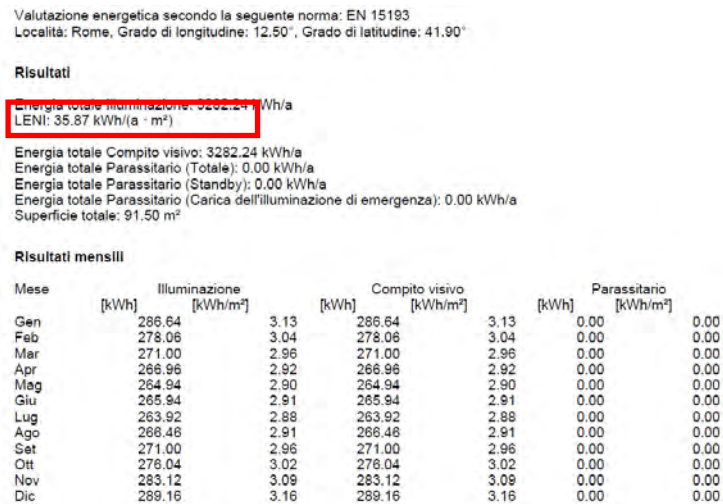 Valutazione energetica secondo la seguente norma: EN 15193
Località: Rome, Grado di longitudine: 12.50°, Grado di latitudine: 41.90°
Risultati
Energia totale Illuminazione: 3282.24 kWh/a
LENI: 35.87 kWh/(a · m²)
Energia totale Compito visivo: 3282.24 kWh/a
Energia totale Parassitario (Totale): 0.00 kWh/a
Energia totale Parassitario (Standby): 0.00 kWh/a
Energia totale Parassitario (Carica dell'illuminazione di emergenza): 0.00 kWh/a
Superficie totale: 91.50 m²
Risultati mensili
Mese Illuminazione Compito visivo Parassitario
[kWh] [kWh/m²] [kWh] [kWh/m²] [kWh] [kWh/m²]
Gen 286.64 3.13 286.64 3.13 0.00 0.00
Feb 278.06 3.04 278.06 3.04 0.00 0.00
Mar 271.00 2.96 271.00 2.96 0.00 0.00
Apr 266.96 2.92 266.96 2.92 0.00 0.00
Mag 264.94 2.90 264.94 2.90 0.00 0.00
Giu 265.94 2.91 265.94 2.91 0.00 0.00
Lug 263.92 2.88 263.92 2.88 0.00 0.00
Ago 266.46 2.91 266.46 2.91 0.00 0.00
Set 271.00 2.96 271.00 2.96 0.00 0.00
Ott 276.04 3.02 276.04 3.02 0.00 0.00
Nov 283.12 3.09 283.12 3.09 0.00 0.00
Dic 289.16 3.16 289.16 3.16 0.00 0.00